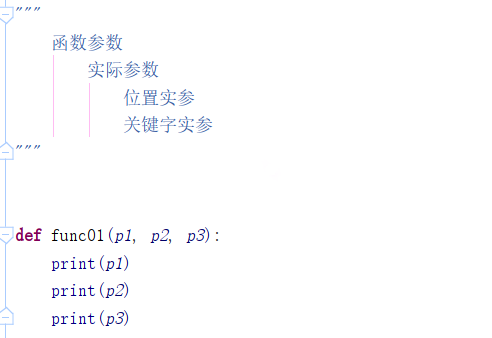 """
函数参数
实际参数
位置实参
关键字实参
"""
def func01(p1, p2, p3):
print(p1)
print(p2)
print(p3)